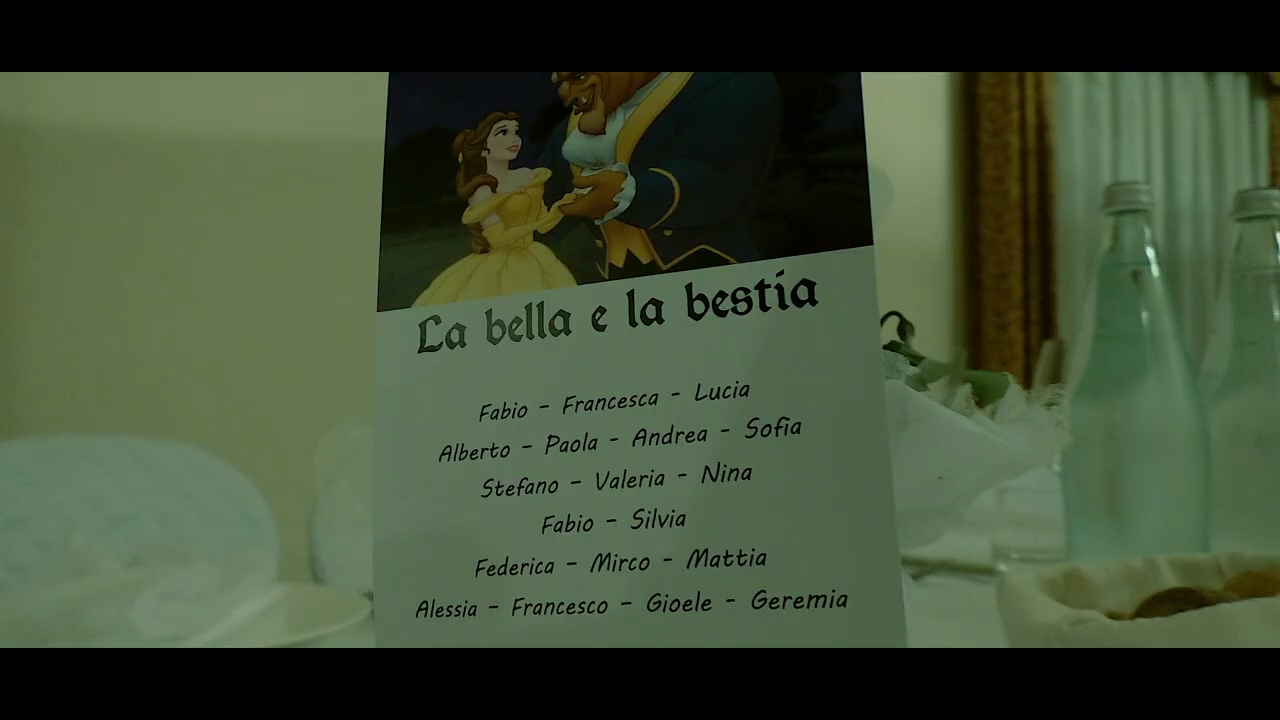 La bella e la bestia
Fabio - Francesca - Lucia
Alberto - Paola - Andrea - Sofia
Stefano - Valeria - Nina
Fabio - Silvia
Federica - Mirco - Mattia
Alessia - Francesco - Gioele - Geremia